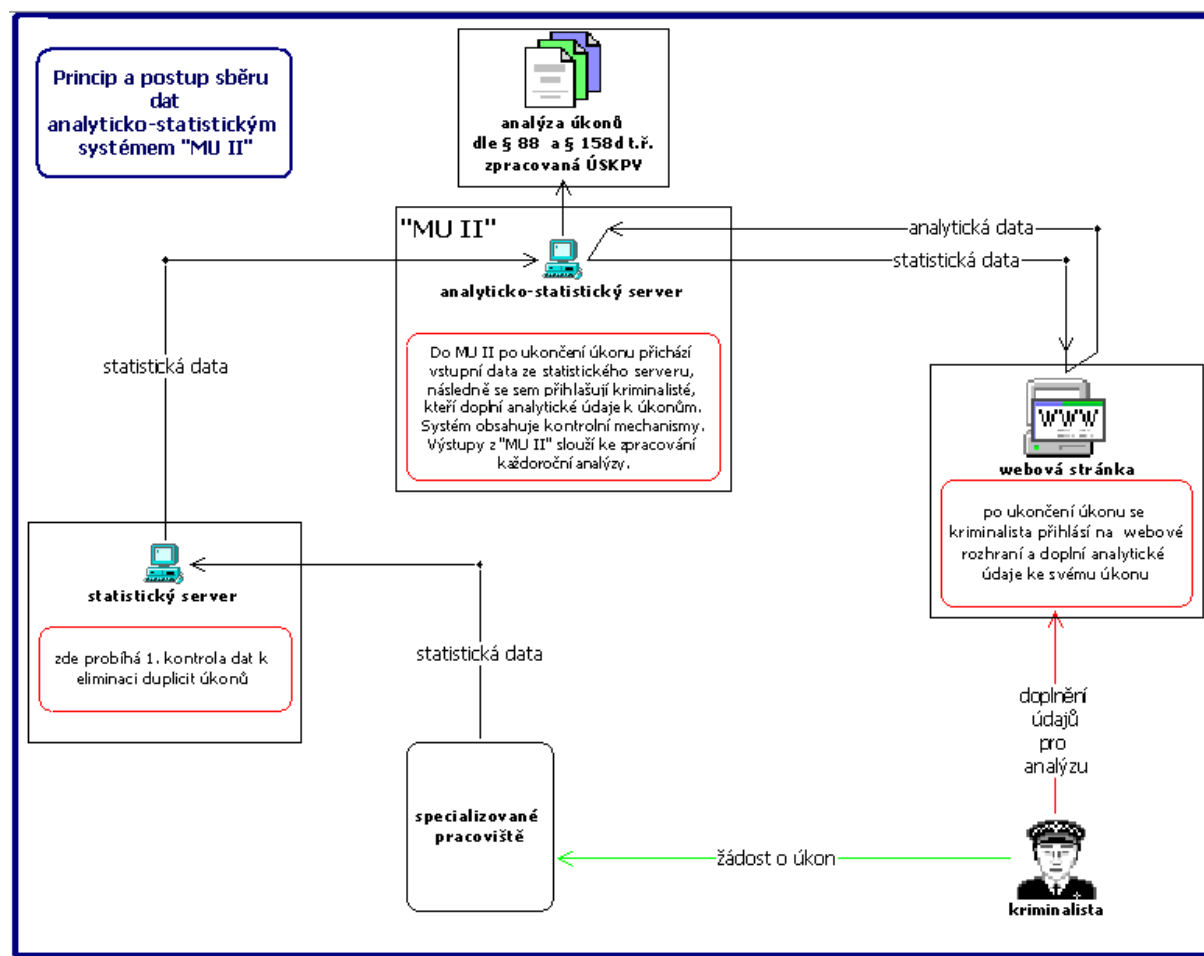 Princip a postup sběru
dat
analyticko-statistickým
systémem "MU II"
analýza úkonů
dle § 88 a § 158d t.ř.
zpracovaná ÚSKPV
"MU II"
analyticko-statistický server
Do MU II po ukončení úkonu přichází
vstupní data ze statistického serveru,
následně se sem přihlašují kriminalisté,
kteří doplní analytické údaje k úkonům.
Systém obsahuje kontrolní mechanismy.
Výstupy z "MU II" slouží ke zpracování
každoroční analýzy.
analytická data
statistická data
statistická data
WWW
webová stránka
po ukončení úkonu se
kriminalista přihlásí na webové
rozhraní a doplní analytické
údaje ke svému úkonu
statistický server
zde probíhá 1. kontrola dat k
eliminaci duplicit úkonů
statistická data
specializované
pracoviště
doplnění
údajů
pro
analýzu
žádost o úkon
kriminalista